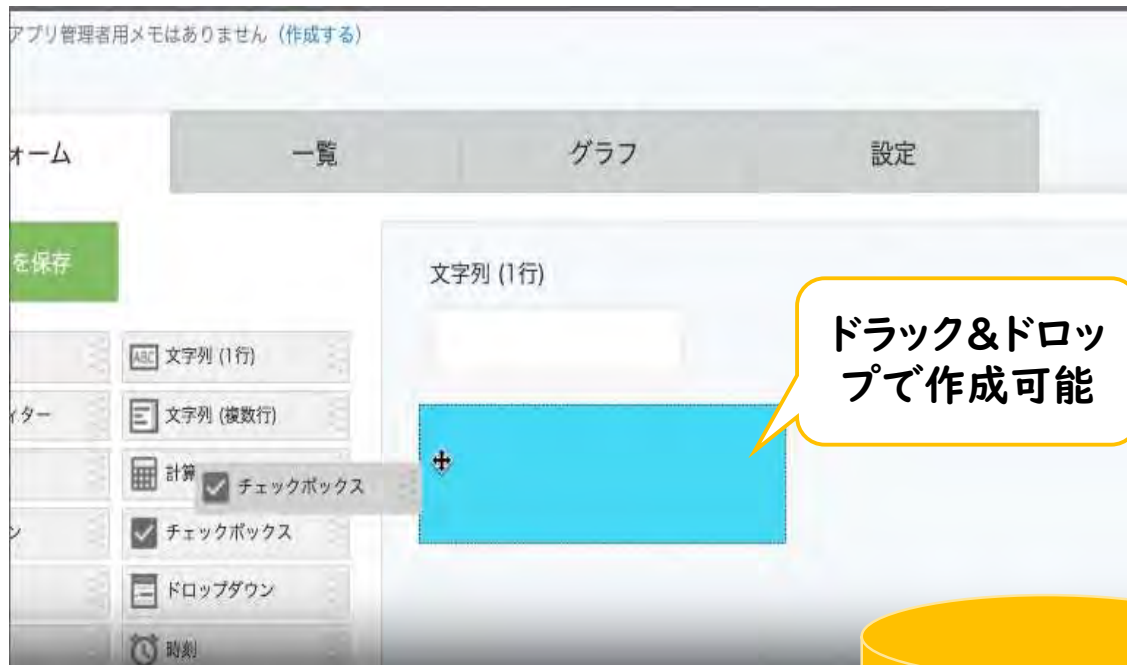 アプリ管理者用メモはありません (作成する)
ォーム
一覧
グラフ
設定
を保存
文字列 (1行)
ドラック&ドロッ
プで作成可能
ABC 文字列 (1行)
ィター
文字列 (複数行)
計算
チェックボックス
ン
チェックボックス
ドロップダウン
時刻